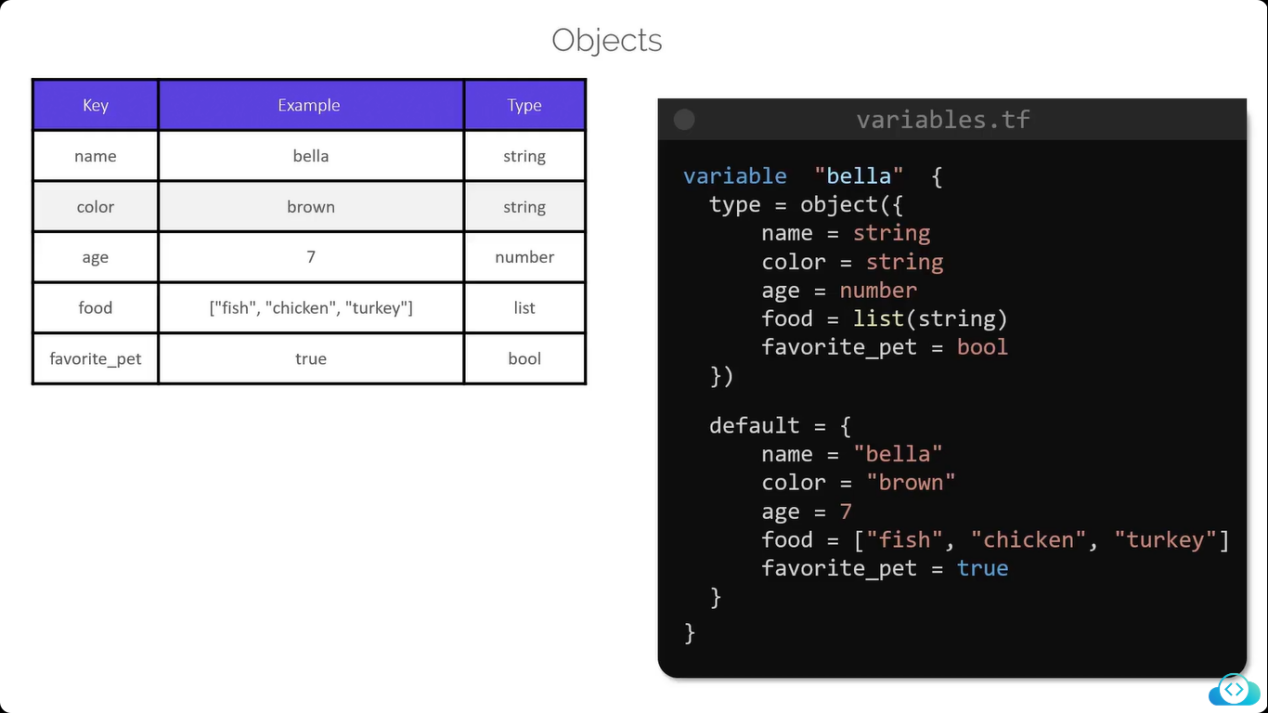 Objects
Key Example Type
name bella string
color brown string
age 7 number
food ["fish", "chicken", "turkey"] list
favorite_pet true bool
variables.tf
variable "bella" {
type = object({
name = string
color = string
age = number
food = list(string)
favorite_pet = bool
})
default = {
name = "bella"
color = "brown"
age = 7
food = ["fish", "chicken", "turkey"]
favorite_pet = true
}
}